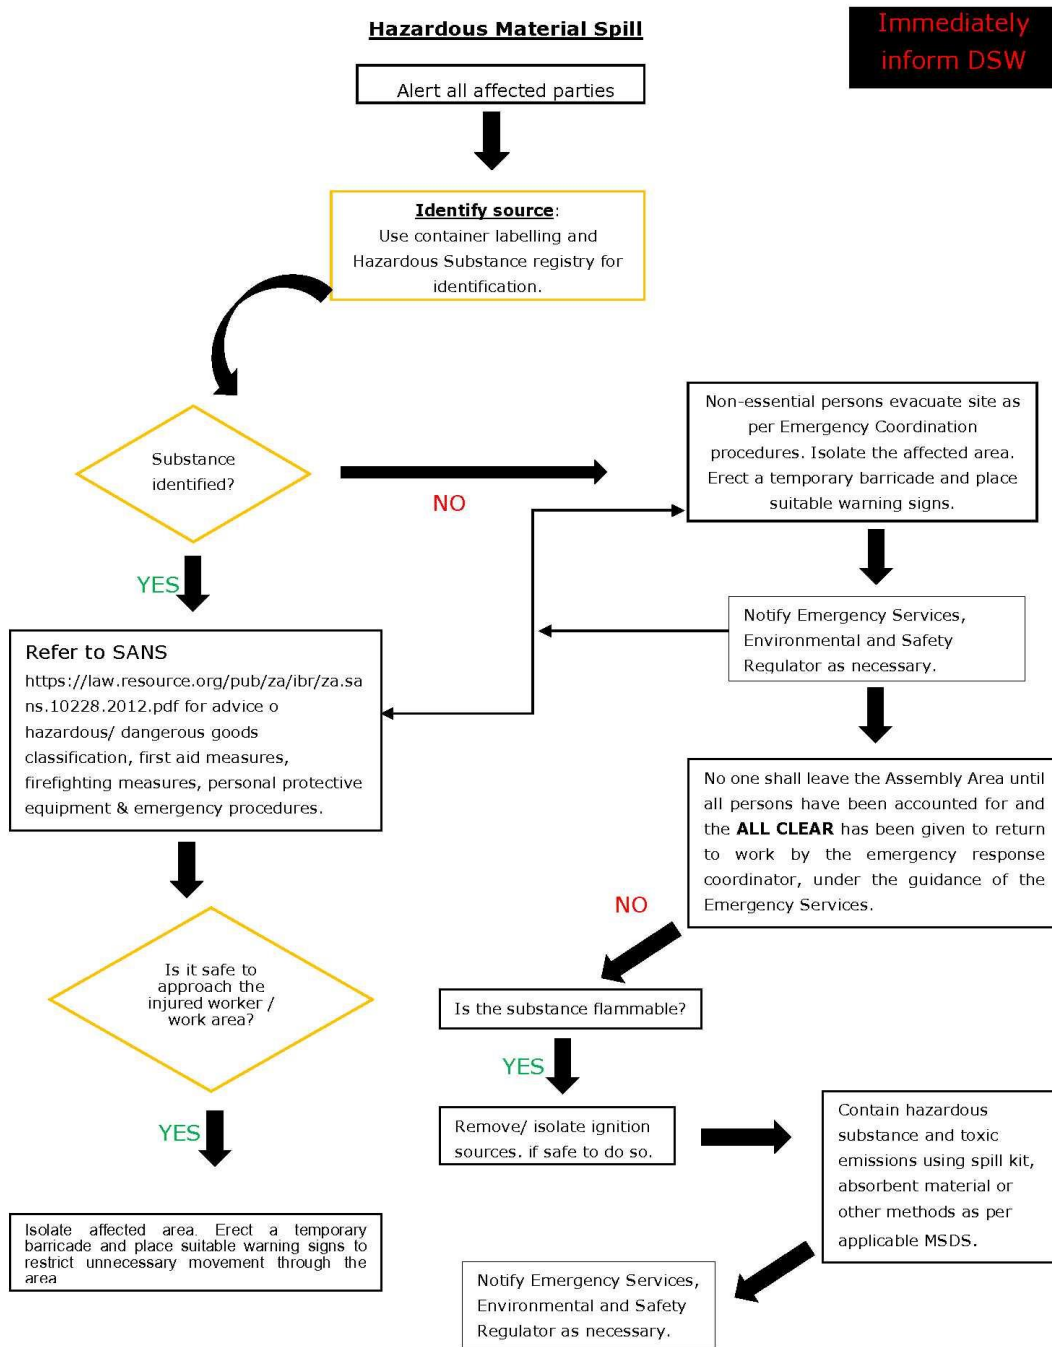 Hazardous Material Spill
Immediately
inform DSW
Alert all affected parties
Identify source:
Use container labelling and
Hazardous Substance registry for
identification.
Substance
identified?
NO
Non-essential persons evacuate site as
per Emergency Coordination
procedures. Isolate the affected area.
Erect a temporary barricade and place
suitable warning signs.
YES
Notify Emergency Services,
Environmental and Safety
Regulator as necessary.
Refer to SANS
https://law.resource.org/pub/za/ibr/za.sa
ns.10228.2012.pdf for advice o
hazardous/ dangerous goods
classification, first aid measures,
firefighting measures, personal protective
equipment & emergency procedures.
No one shall leave the Assembly Area until
all persons have been accounted for and
the ALL CLEAR has been given to return
to work by the emergency response
coordinator, under the guidance of the
Emergency Services.
NO
Is it safe to
approach the
injured worker /
work area?
Is the substance flammable?
YES
YES
Remove/ isolate ignition
sources. if safe to do so.
Contain hazardous
substance and toxic
emissions using spill kit,
absorbent material or
other methods as per
applicable MSDS.
Isolate affected area. Erect a temporary
barricade and place suitable warning signs to
restrict unnecessary movement through the
area
Notify Emergency Services,
Environmental and Safety
Regulator as necessary.